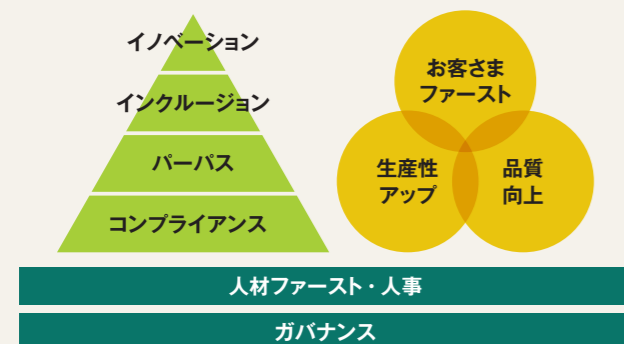 イノベーション
インクルージョン
パーパス
コンプライアンス
お客さま
ファースト
生産性
アップ
品質
向上
人材ファースト・人事
ガバナンス